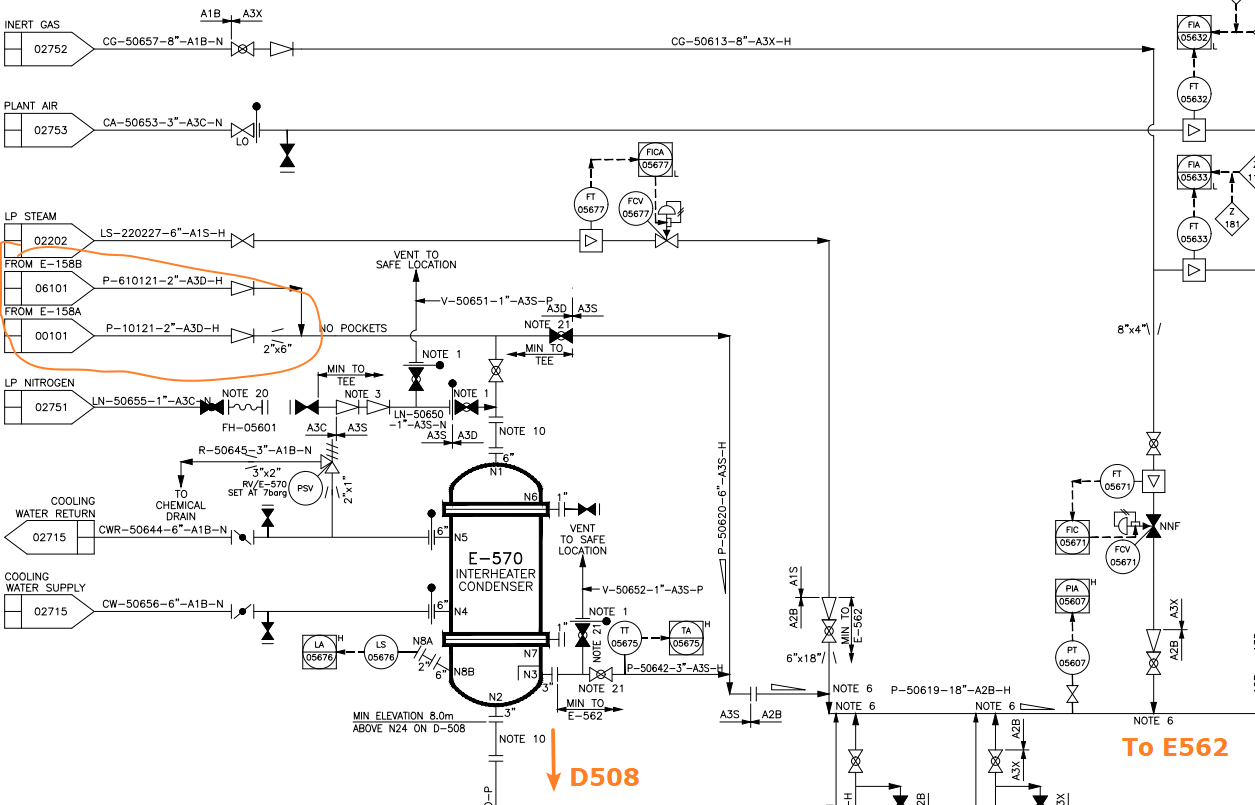 A1B A3X
INERT GAS
02752
CG-50657-8"-A1B-N
CG-50613-8"-A3X-H
FIA
05632
L
FT
05632
PLANT AIR
02753
CA-50653-3"-A3C-N
LO
FICA
05677
L
FT
05677
FCV
05677
FIA
05633
L
Z
181
FT
05633
LP STEAM
02202
LS-220227-6"-A1S-H
FROM E-158B
06101
P-610121-2"-A3D-H
FROM E-158A
00101
P-10121-2"-A3D-H
2"x6"
NO POCKETS
VENT TO
SAFE LOCATION
V-50651-1"-A3S-P
A3D A3S
NOTE 21
MIN TO
TEE
NOTE 1
8"x4"
LP NITROGEN
02751
LN-50655-1"-A3C-N
NOTE 20
FH-05601
MIN TO
TEE
NOTE 3
NOTE 1
LN-50650
-1"-A3S-N
A3C A3S
A3S A3D
NOTE 10
R-50645-3"-A1B-N
3"x2"
RV/E-570
SET AT 7barg
PSV
2"x1"
TO
CHEMICAL
DRAIN
6"
N1
N6
1"
COOLING
WATER RETURN
02715
CWR-50644-6"-A1B-N
6"
N5
E-570
INTERHEATER
CONDENSER
VENT
TO SAFE
LOCATION
P-50620-6"-A3S-H
COOLING
WATER SUPPLY
02715
CW-50656-6"-A1B-N
6"
N4
V-50652-1"-A3S-P
NOTE 1
NOTE 21
1"
N7
LA
05676
H
LS
05676
N8A
2"
6"
N8B
N3
3"
TT
05675
TA
05675
H
P-50642-3"-A3S-H
NOTE 21
MIN TO
E-562
N2
3"
MIN ELEVATION 8.0m
ABOVE N24 ON D-508
NOTE 10
D508
A1S
A2B
MIN TO
E-562
6"x18"
A3S A2B
NOTE 6
NOTE 6
P-50619-18"-A2B-H
NOTE 6
NOTE 6
FT
05671
FIC
05671
FCV
05671
NNF
PIA
05607
H
PT
05607
A3X
A2B
A2B
A3X
To E562